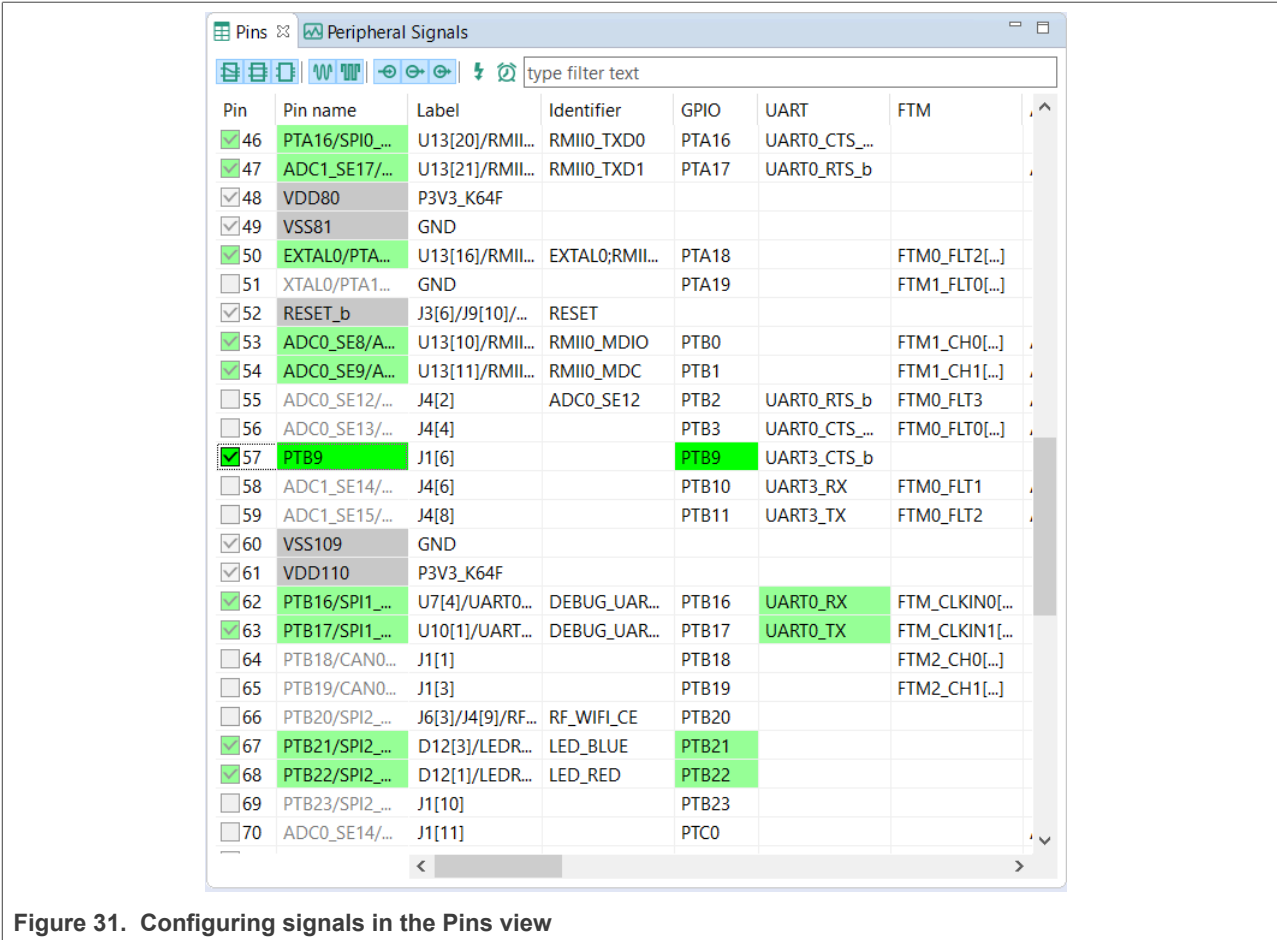 Pins Peripheral Signals
type filter text
Pin Pin name Label Identifier GPIO UART FTM
46 PTA16/SPI0_... U13[20]/RMII... RMII0_TXD0 PTA16 UART0_CTS_...
47 ADC1_SE17/... U13[21]/RMII... RMII0_TXD1 PTA17 UART0_RTS_b
48 VDD80 P3V3_K64F
49 VSS81 GND
50 EXTAL0/PTA... U13[16]/RMII... EXTAL0;RMII... PTA18 FTM0_FLT2[...]
51 XTAL0/PTA1... GND PTA19 FTM1_FLT0[...]
52 RESET_b J3[6]/J9[10]/... RESET
53 ADC0_SE8/A... U13[10]/RMII... RMII0_MDIO PTB0 FTM1_CH0[...]
54 ADC0_SE9/A... U13[11]/RMII... RMII0_MDC PTB1 FTM1_CH1[...]
55 ADC0_SE12/... J4[2] ADC0_SE12 PTB2 UART0_RTS_b FTM0_FLT3
56 ADC0_SE13/... J4[4] PTB3 UART0_CTS_... FTM0_FLT0[...]
57 PTB9 J1[6] PTB9 UART3_CTS_b
58 ADC1_SE14/... J4[6] PTB10 UART3_RX FTM0_FLT1
59 ADC1_SE15/... J4[8] PTB11 UART3_TX FTM0_FLT2
60 VSS109 GND
61 VDD110 P3V3_K64F
62 PTB16/SPI1_... U7[4]/UART0... DEBUG_UAR... PTB16 UART0_RX FTM_CLKIN0[...
63 PTB17/SPI1_... U10[1]/UART... DEBUG_UAR... PTB17 UART0_TX FTM_CLKIN1[...
64 PTB18/CAN0... J1[1] PTB18 FTM2_CH0[...]
65 PTB19/CAN0... J1[3] PTB19 FTM2_CH1[...]
66 PTB20/SPI2_... J6[3]/J4[9]/RF... RF_WIFI_CE PTB20
67 PTB21/SPI2_... D12[3]/LEDR... LED_BLUE PTB21
68 PTB22/SPI2_... D12[1]/LEDR... LED_RED PTB22
69 PTB23/SPI2_... J1[10] PTB23
70 ADC0_SE14/... J1[11] PTC0
Figure 31. Configuring signals in the Pins view